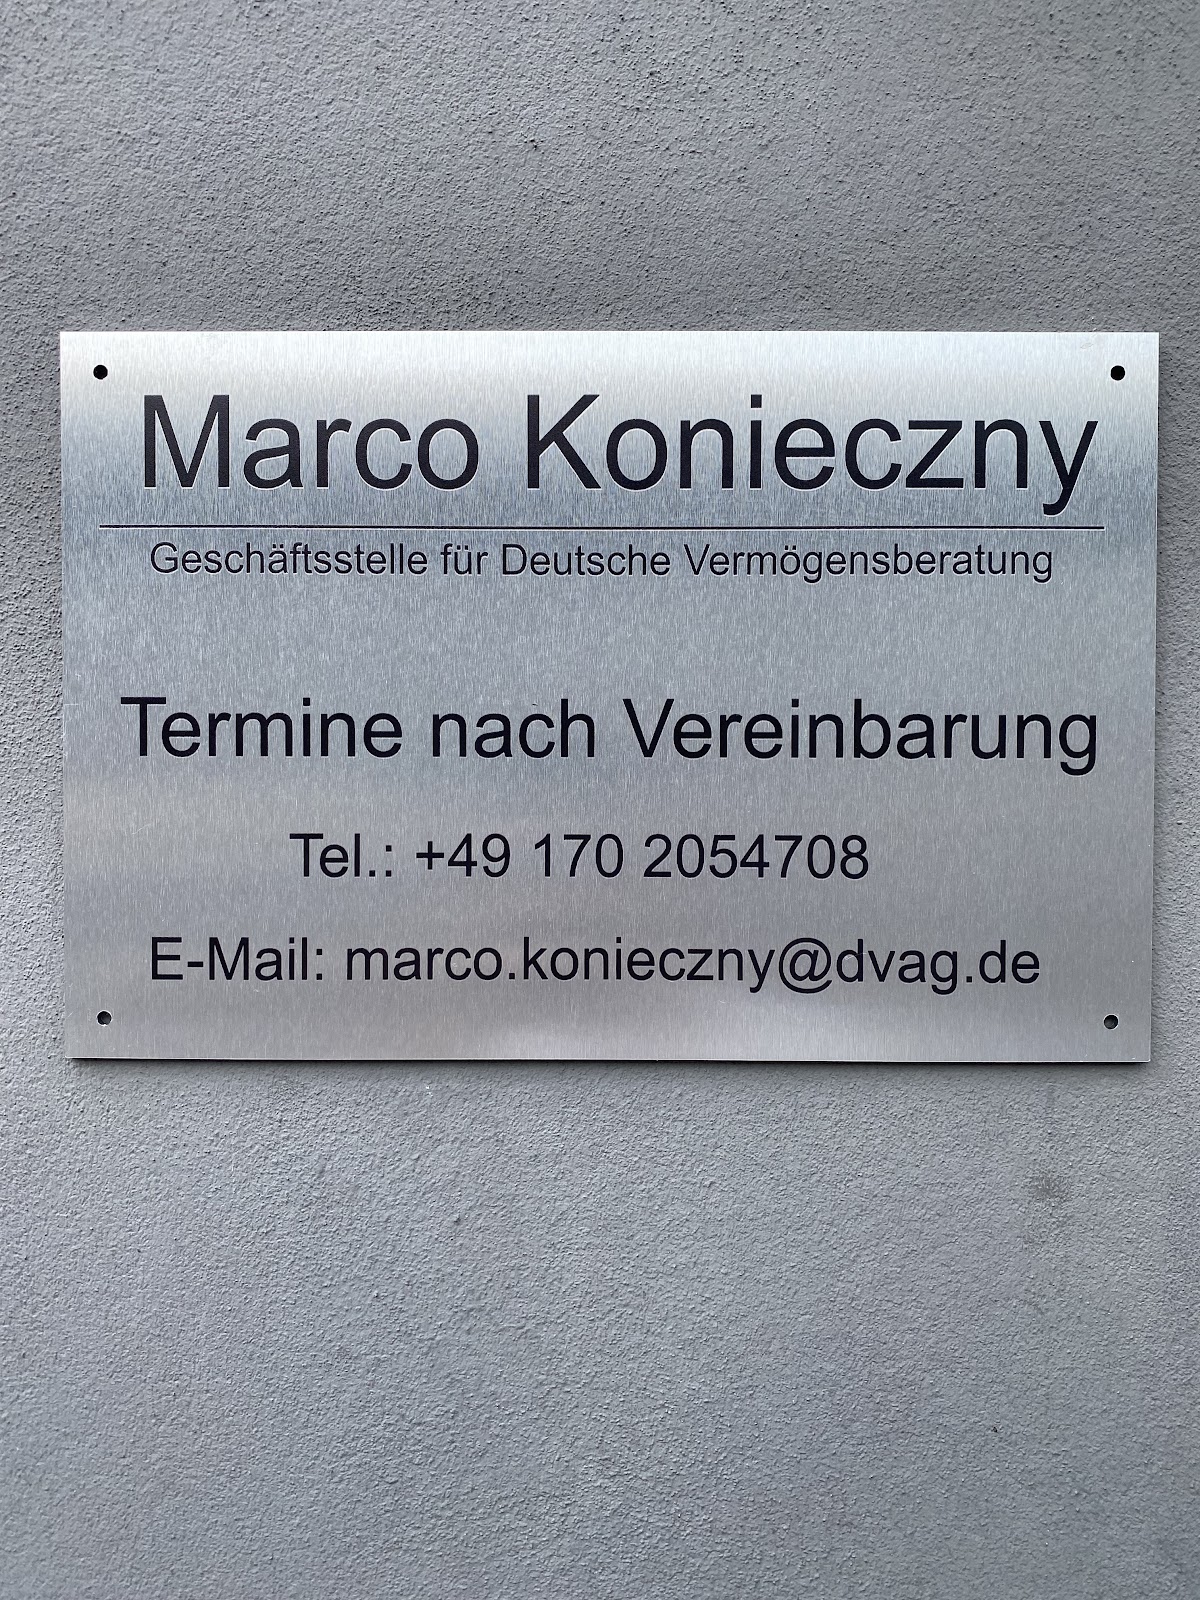 Marco Konieczny
Geschäftsstelle für Deutsche Vermögensberatung
Termine nach Vereinbarung
Tel.: +49 170 2054708
E-Mail: marco.konieczny@dvag.de